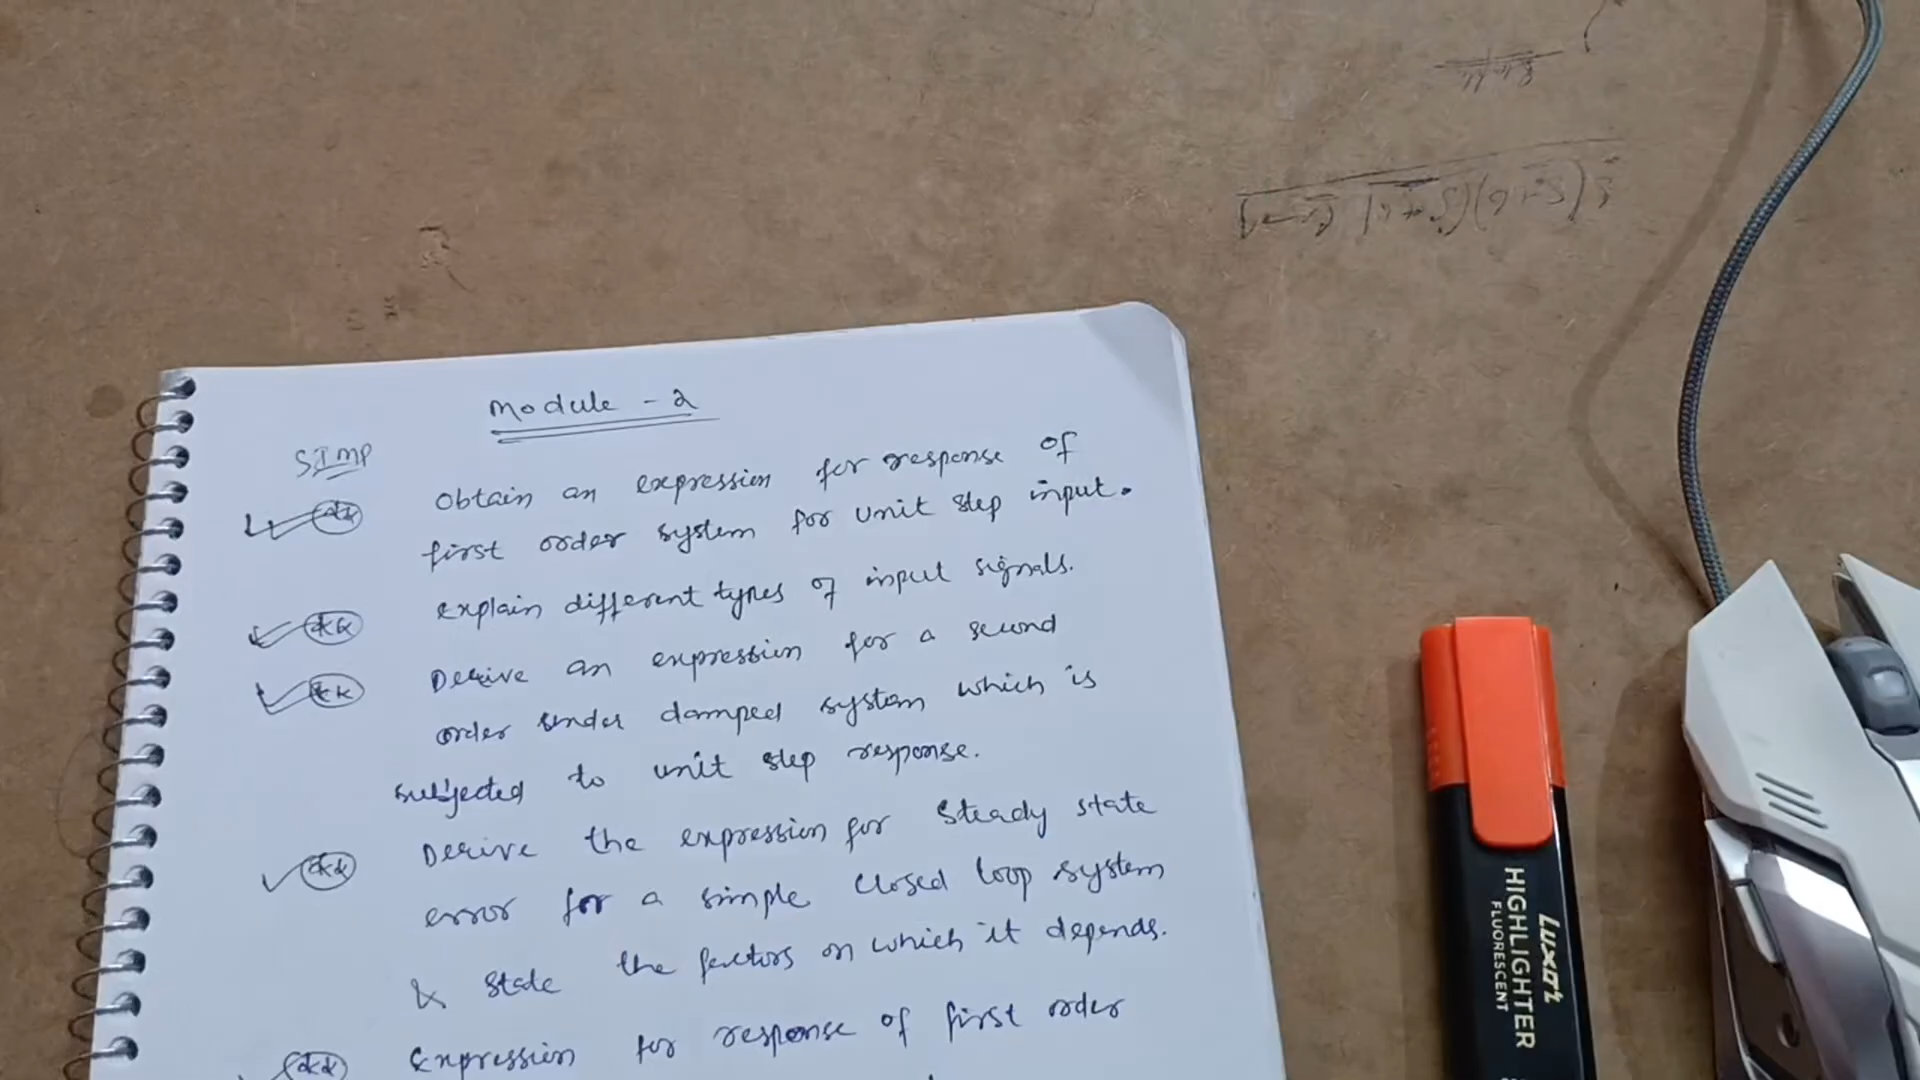 Module - 2
SIMP
Obtain an expression for response of
first order system for unit step input.
explain different types of input signals.
Derive an expression for a second
order under damped system which is
subjected to unit step response.
Derive the expression for steady state
error for a simple closed loop system
& state the factors on which it depends.
Expression for response of first order
Luxor
HIGHLIGHTER
FLUORESCENT